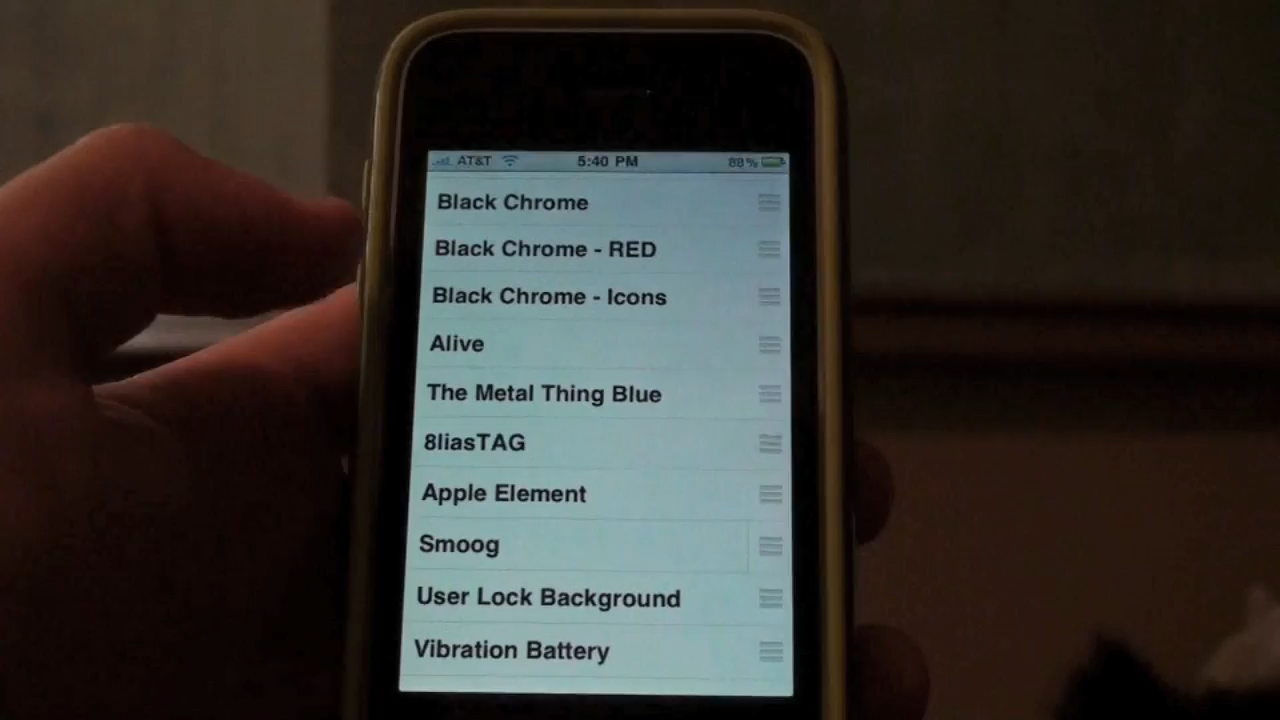 AT&T 5:40 PM 88%
Black Chrome
Black Chrome - RED
Black Chrome - Icons
Alive
The Metal Thing Blue
8liasTAG
Apple Element
Smoog
User Lock Background
Vibration Battery